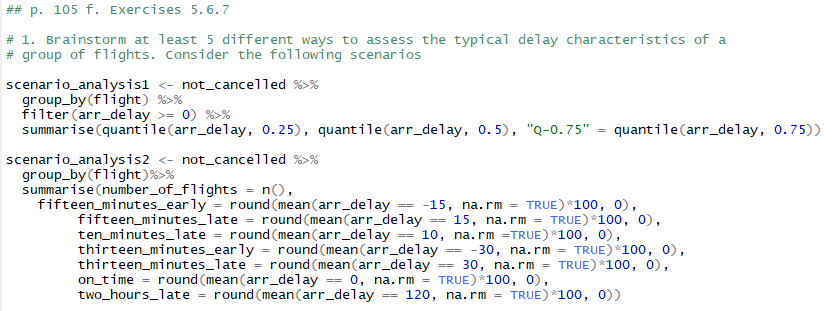 ## p. 105 f. Exercises 5.6.7
# 1. Brainstorm at least 5 different ways to assess the typical delay characteristics of a
# group of flights. Consider the following scenarios
scenario_analysis1 <- not_cancelled %>%
  group_by(flight) %>%
  filter(arr_delay >= 0) %>%
  summarise(quantile(arr_delay, 0.25), quantile(arr_delay, 0.5), "Q-0.75" = quantile(arr_delay, 0.75))
scenario_analysis2 <- not_cancelled %>%
  group_by(flight)%>%
  summarise(number_of_flights = n(),
    fifteen_minutes_early = round(mean(arr_delay == -15, na.rm = TRUE)*100, 0),
         fifteen_minutes_late = round(mean(arr_delay == 15, na.rm = TRUE)*100, 0),
         ten_minutes_late = round(mean(arr_delay == 10, na.rm =TRUE)*100, 0),
         thirteen_minutes_early = round(mean(arr_delay == -30, na.rm = TRUE)*100, 0),
         thirteen_minutes_late = round(mean(arr_delay == 30, na.rm = TRUE)*100, 0),
         on_time = round(mean(arr_delay == 0, na.rm = TRUE)*100, 0),
         two_hours_late = round(mean(arr_delay == 120, na.rm = TRUE)*100, 0))